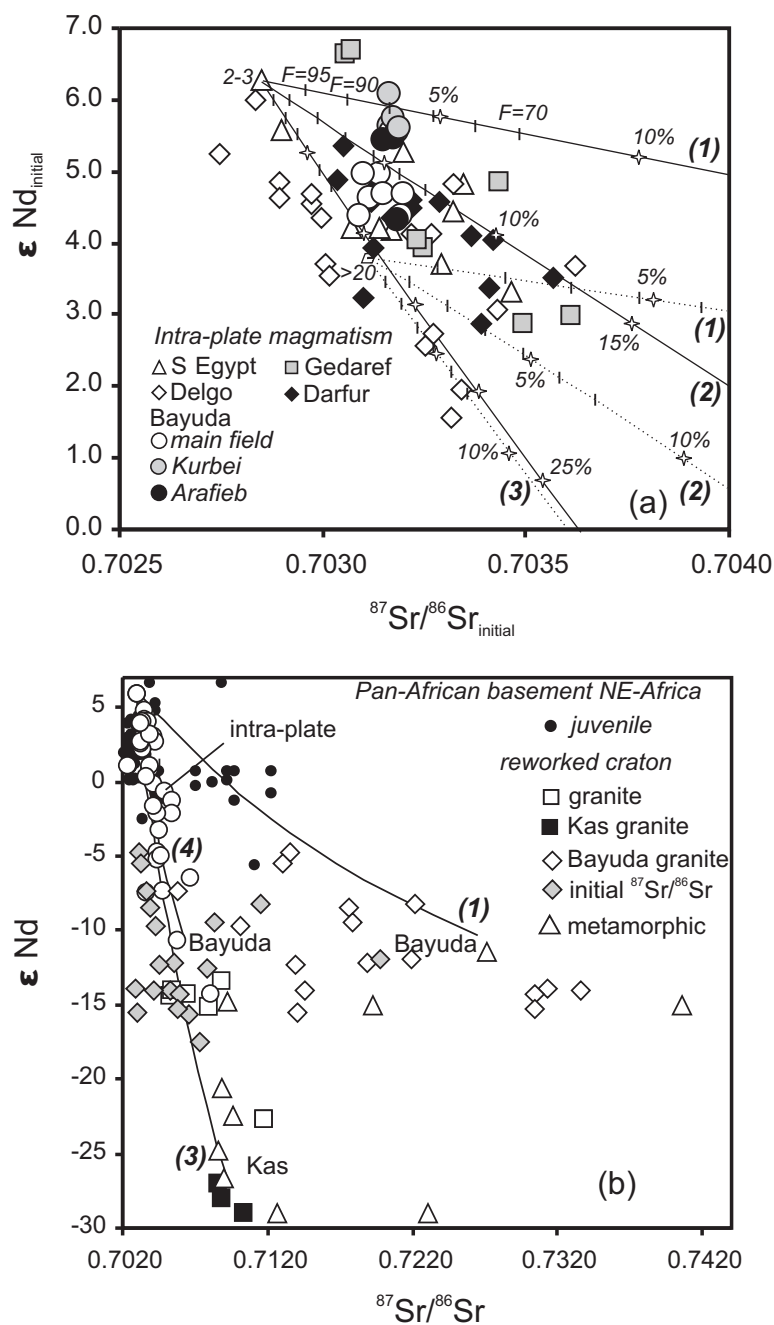 7.0
(a)
6.0
2-3
F=95
F=90
5%
F=70
10%
(1)
5.0
4.0
10%
>20
5%
(1)
3.0
15%
(2)
5%
2.0
1.0
10%
25%
10%
(3)
(2)
0.0
ε Nd initial
Intra-plate magmatism
S Egypt
Gedaref
Delgo
Darfur
Bayuda
main field
Kurbei
Arafieb
(a)
0.7025
0.7030
0.7035
0.7040
⁸⁷Sr/⁸⁶Sr initial
5
0
-5
-10
-15
-20
-25
-30
ε Nd
Pan-African basement NE-Africa
juvenile
intra-plate
reworked craton
granite
Kas granite
(4)
Bayuda granite
initial ⁸⁷Sr/⁸⁶Sr
(1)
metamorphic
Bayuda
Bayuda
(3)
Kas
(b)
0.7020
0.7120
0.7220
0.7320
0.7420
⁸⁷Sr/⁸⁶Sr